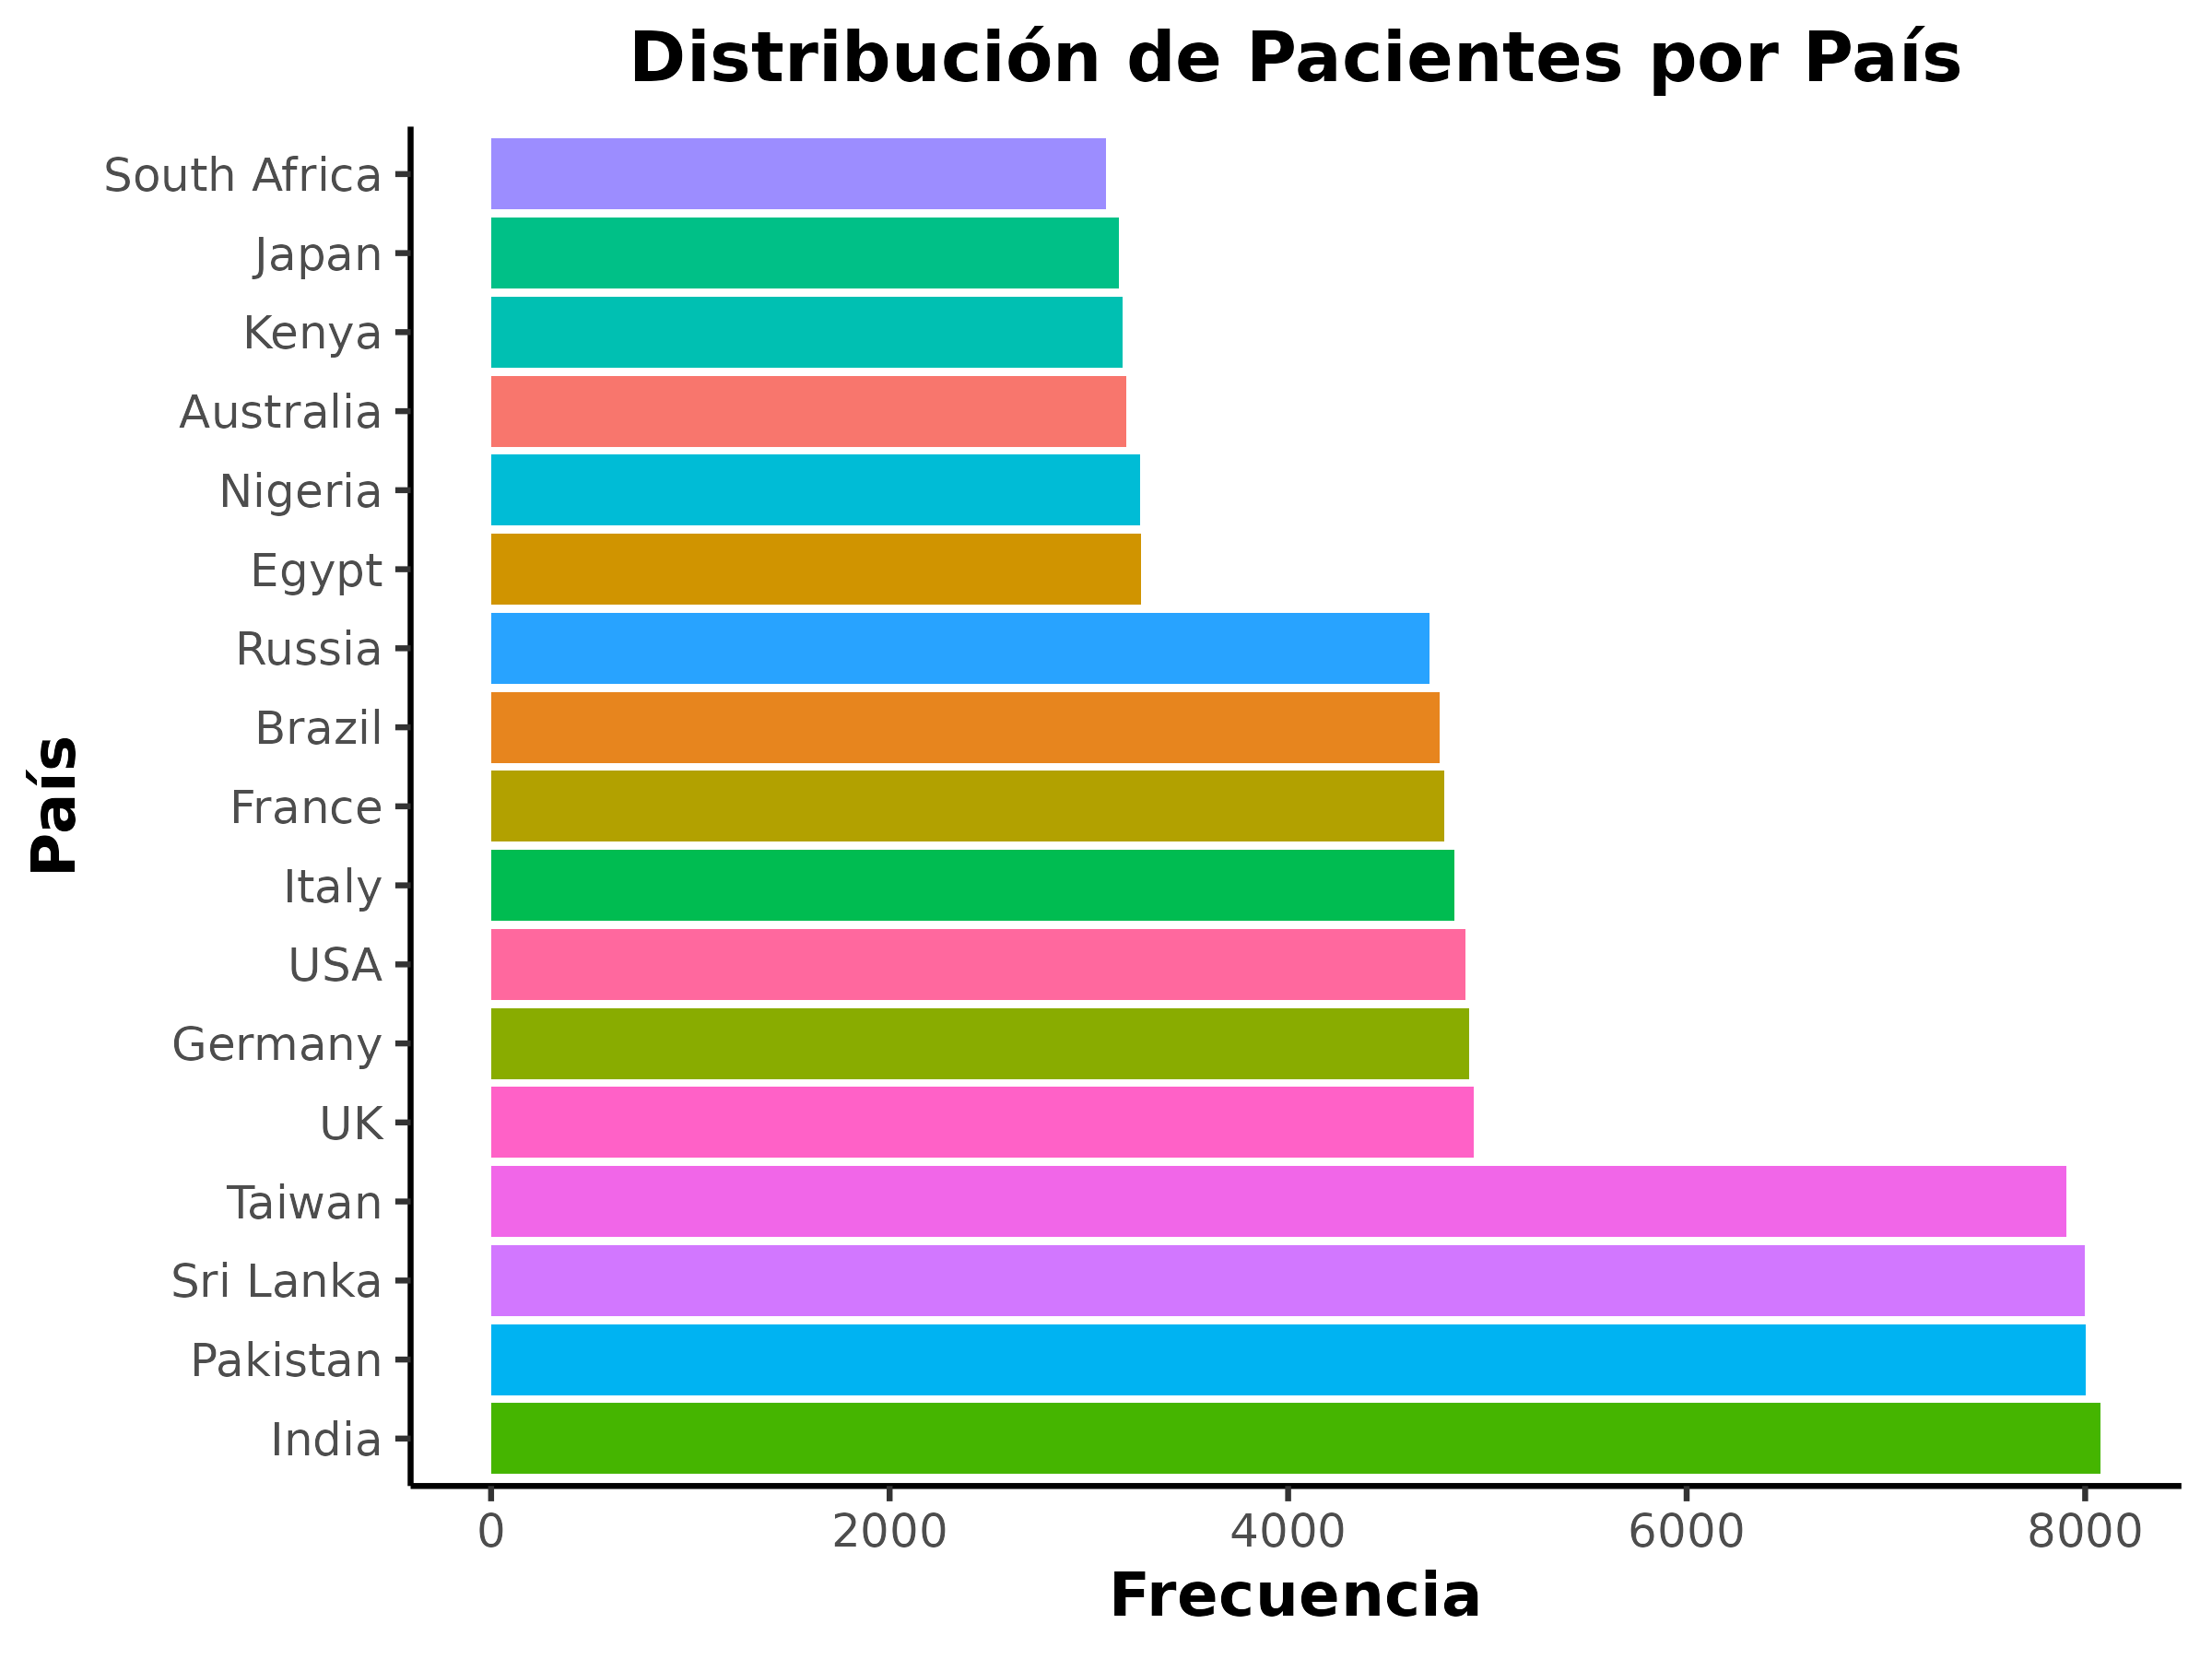 Distribución de Pacientes por País
South Africa
Japan
Kenya
Australia
Nigeria
Egypt
Russia
Brazil
France
Italy
USA
Germany
UK
Taiwan
Sri Lanka
Pakistan
India
País
0 2000 4000 6000 8000
Frecuencia